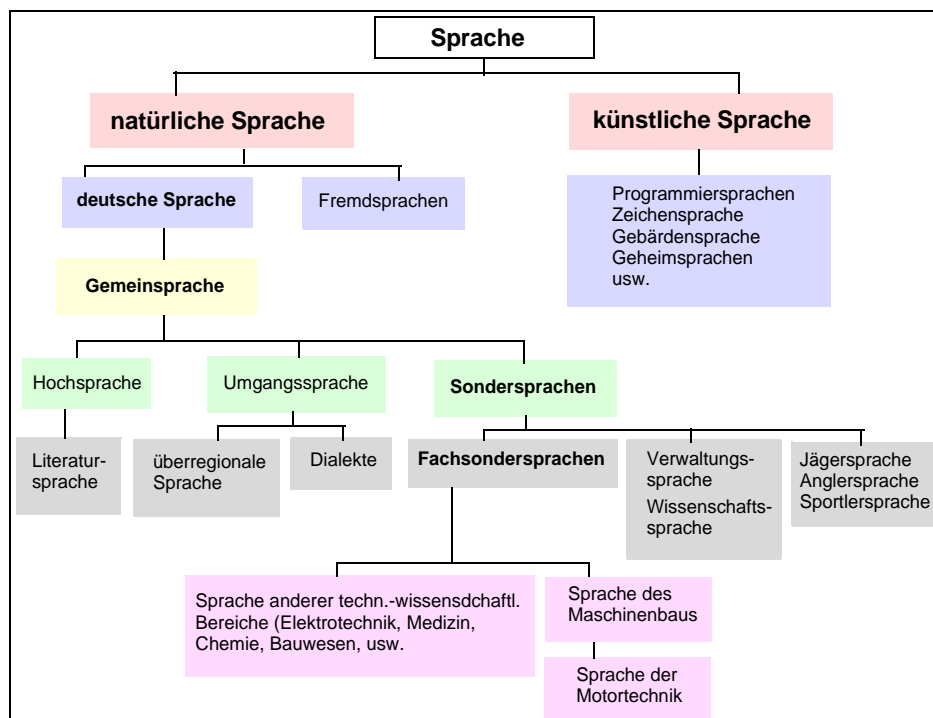 Sprache
natürliche Sprache
künstliche Sprache
deutsche Sprache
Fremdsprachen
Programmiersprachen
Zeichensprache
Gebärdensprache
Geheimsprachen
usw.
Gemeinsprache
Hochsprache
Umgangssprache
Sondersprachen
Literatur-
sprache
überregionale
Sprache
Dialekte
Fachsondersprachen
Verwaltungs-
sprache
Wissenschafts-
sprache
Jägersprache
Anglersprache
Sportlersprache
Sprache anderer techn.-wissensdchaftl.
Bereiche (Elektrotechnik, Medizin,
Chemie, Bauwesen, usw.
Sprache des
Maschinenbaus
Sprache der
Motortechnik